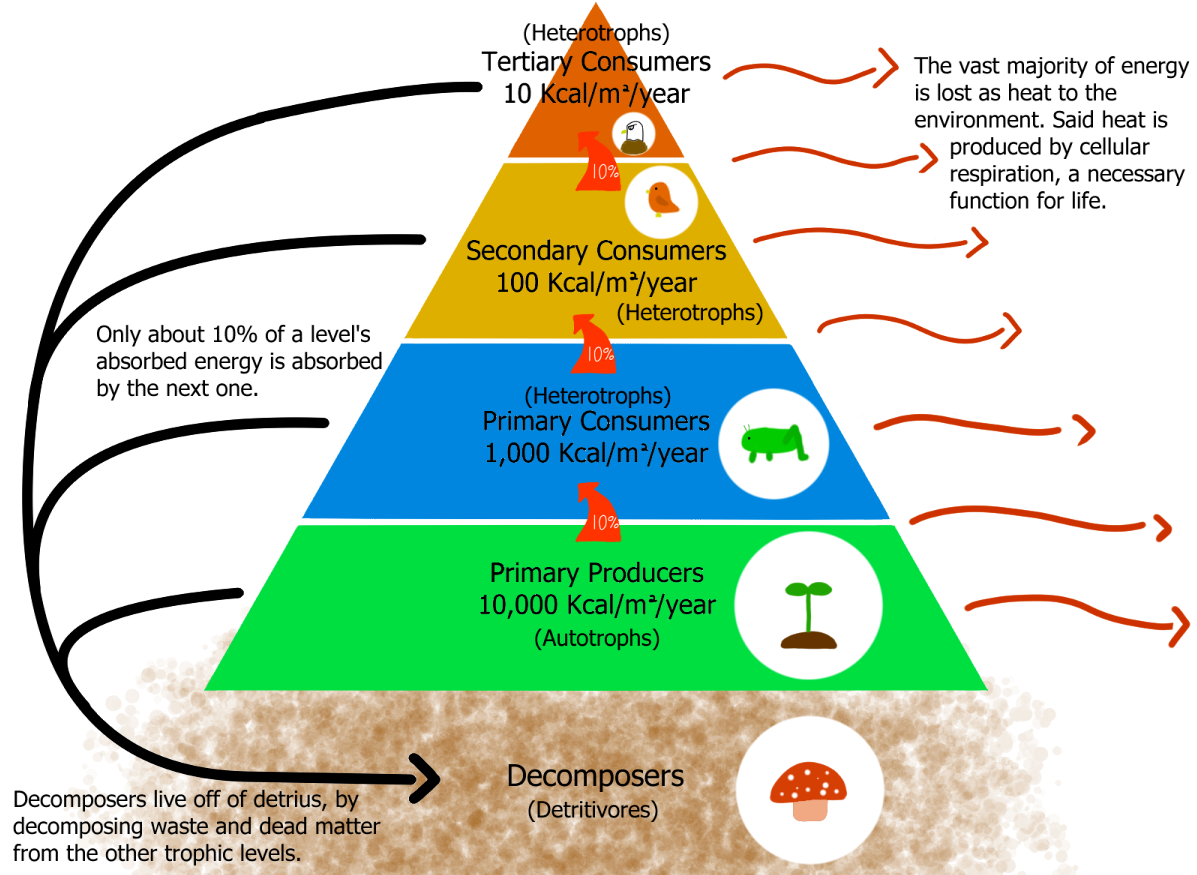 (Heterotrophs)
Tertiary Consumers
10 Kcal/m²/year
The vast majority of energy
is lost as heat to the
environment. Said heat is
produced by cellular
respiration, a necessary
function for life.
10%
Secondary Consumers
100 Kcal/m²/year
(Heterotrophs)
Only about 10% of a level's
absorbed energy is absorbed
by the next one.
10%
(Heterotrophs)
Primary Consumers
1,000 Kcal/m²/year
10%
Primary Producers
10,000 Kcal/m²/year
(Autotrophs)
Decomposers
(Detritivores)
Decomposers live off of detrius, by
decomposing waste and dead matter
from the other trophic levels.